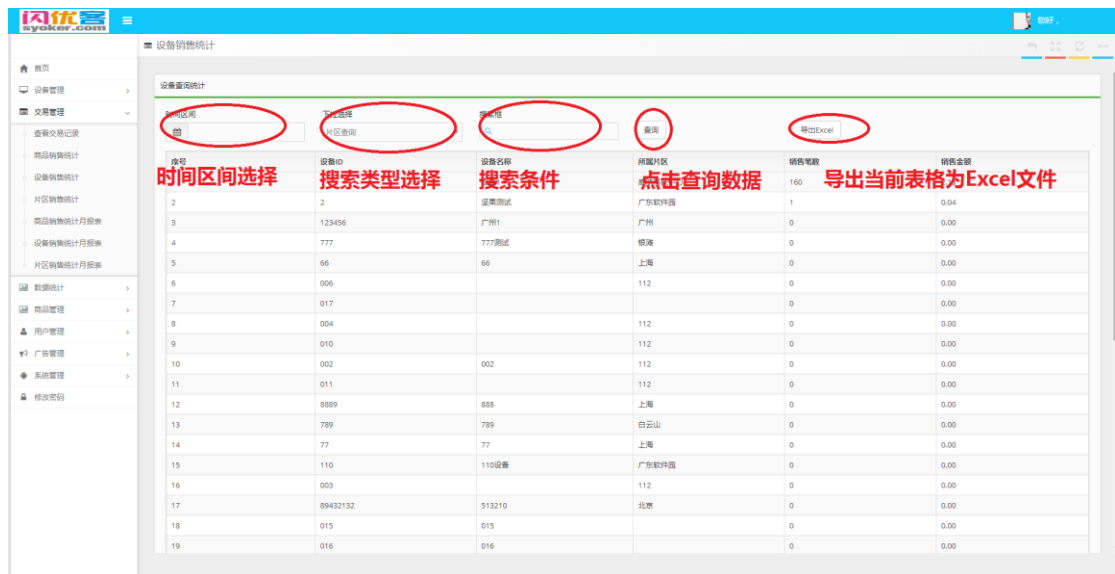 闪优客
syoker.com
您好，
设备销售统计
首页
设备管理
交易管理
查看交易记录
商品销售统计
设备销售统计
片区销售统计
商品销售统计月报表
设备销售统计月报表
片区销售统计月报表
数据统计
商品管理
用户管理
广告管理
系统管理
修改密码
设备查询统计
时间区间 下拉选择 搜索框
片区查询 查询 导出Excel
序号 设备ID 设备名称 所属片区 销售笔数 销售金额
时间区间选择 搜索类型选择 搜索条件 点击查询数据 导出当前表格为Excel文件
160
2 2 坚果测试 广东软件园 1 0.04
3 123456 广州1 广州 0 0.00
4 777 777测试 0 0.00
5 66 66 上海 0 0.00
6 006 112 0 0.00
7 017 0 0.00
8 004 112 0 0.00
9 010 112 0 0.00
10 002 002 112 0 0.00
11 011 112 0 0.00
12 8889 888 上海 0 0.00
13 789 789 白云山 0 0.00
14 77 77 上海 0 0.00
15 110 110设备 广东软件园 0 0.00
16 003 112 0 0.00
17 89432132 513210 北京 0 0.00
18 015 015 0 0.00
19 016 016 0 0.00